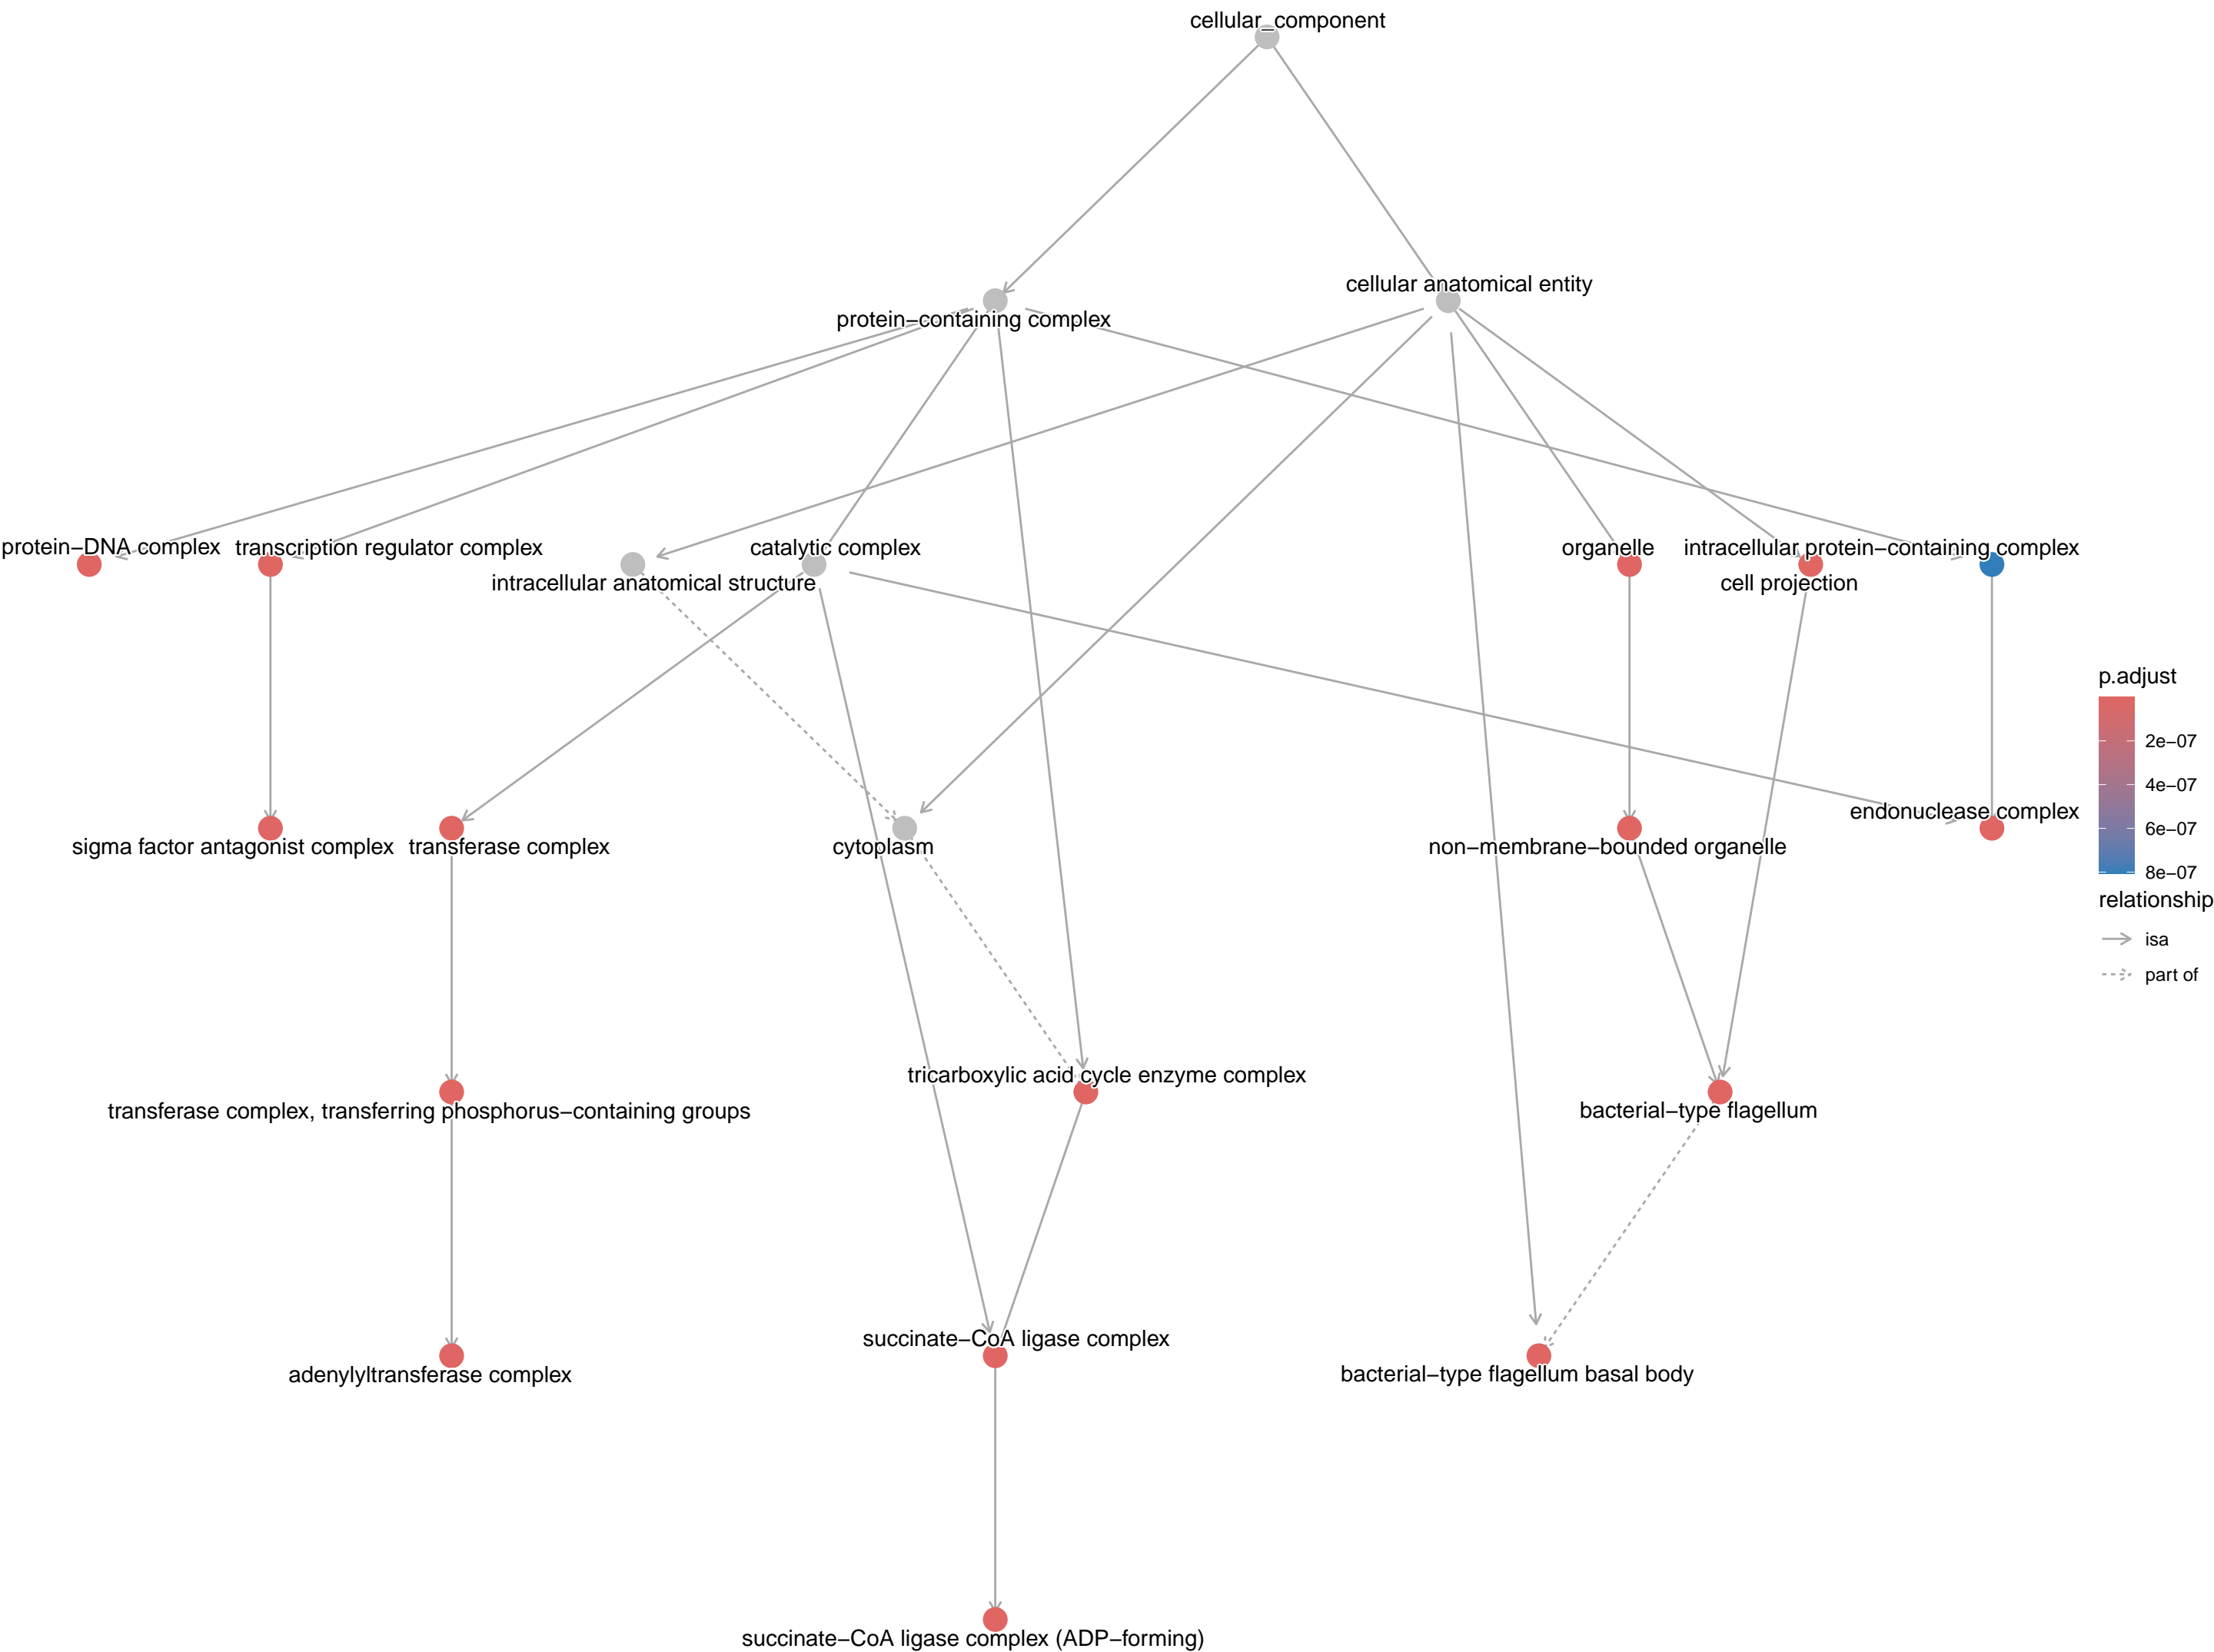 cellular_component
cellular anatomical entity
protein−containing complex
protein−DNA complex
transcription regulator complex
catalytic complex
organelle
intracellular protein−containing complex
intracellular anatomical structure
cell projection
p.adjust
2e−07
4e−07
6e−07
8e−07
endonuclease complex
sigma factor antagonist complex
transferase complex
cytoplasm
non−membrane−bounded organelle
relationship
isa
part of
tricarboxylic acid cycle enzyme complex
transferase complex, transferring phosphorus−containing groups
bacterial−type flagellum
succinate−CoA ligase complex
adenylyltransferase complex
bacterial−type flagellum basal body
succinate−CoA ligase complex (ADP−forming)